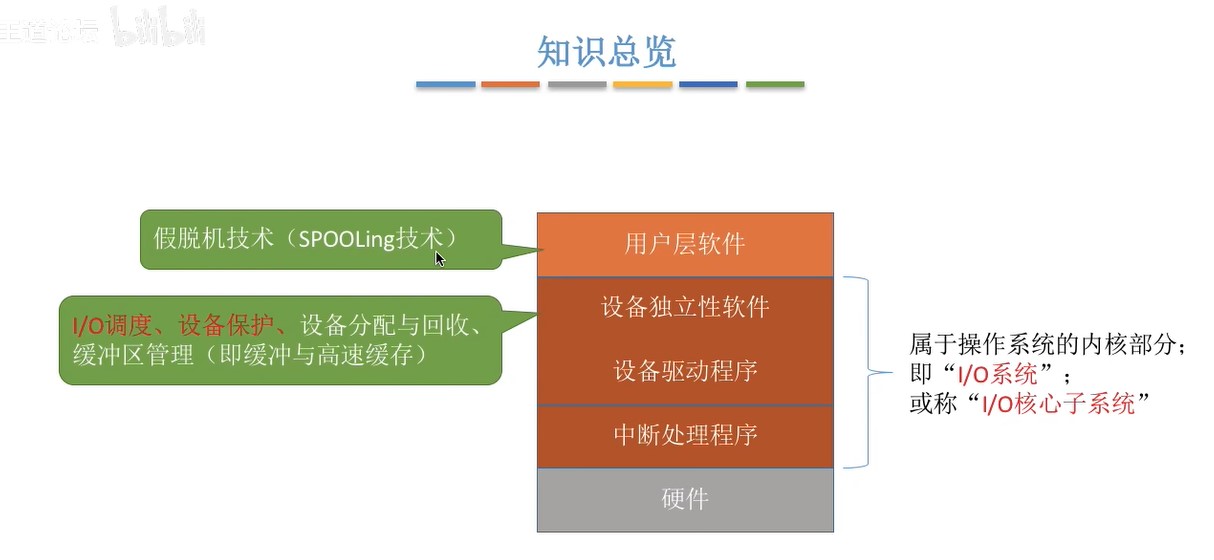 bilibili
知识总览
假脱机技术（SPOOLing技术）
用户层软件
I/O调度、设备保护、设备分配与回收、
缓冲区管理（即缓冲与高速缓存）
设备独立性软件
设备驱动程序
中断处理程序
硬件
属于操作系统的内核部分；
即“I/O系统”；
或称“I/O核心子系统”